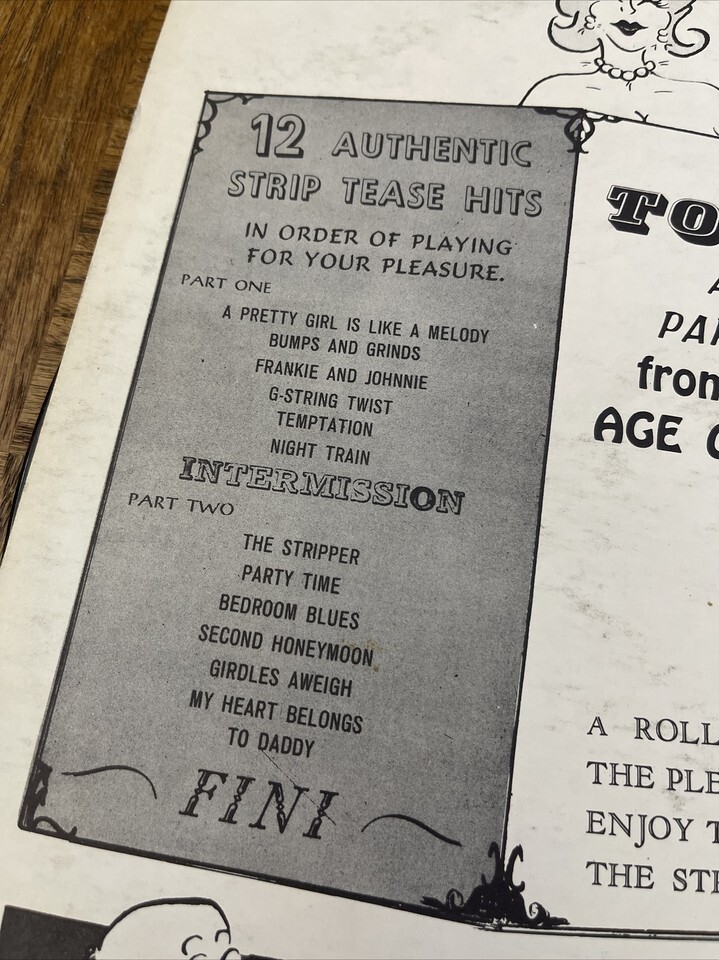 12 AUTHENTIC
STRIP TEASE HITS
IN ORDER OF PLAYING
FOR YOUR PLEASURE.
PART ONE
A PRETTY GIRL IS LIKE A MELODY
BUMPS AND GRINDS
FRANKIE AND JOHNNIE
G-STRING TWIST
TEMPTATION
NIGHT TRAIN
INTERMISSION
PART TWO
THE STRIPPER
PARTY TIME
BEDROOM BLUES
SECOND HONEYMOON
GIRDLES AWEIGH
MY HEART BELONGS
TO DADDY
FINI
AGE
A ROLL
THE
ENJOY
THE